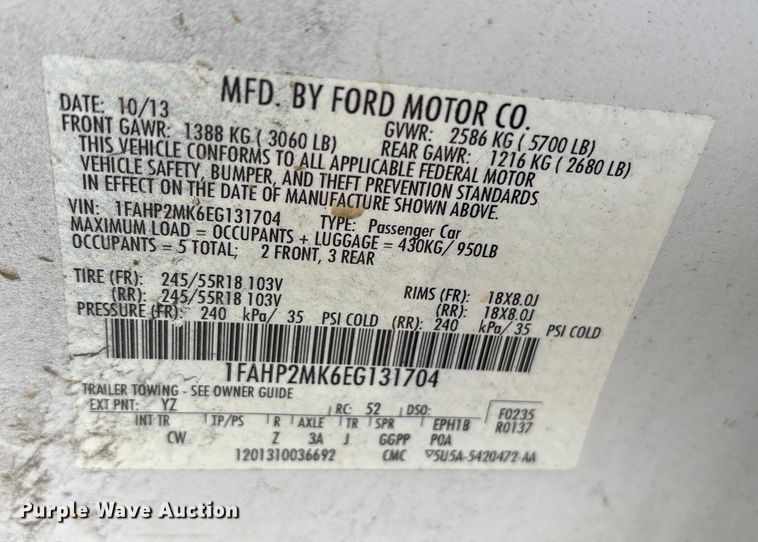 MFD. BY FORD MOTOR CO.
DATE: 10/13
GVWR: 2586 KG ( 5700 LB)
FRONT GAWR: 1388 KG ( 3060 LB)
REAR GAWR: 1216 KG ( 2680 LB)
THIS VEHICLE CONFORMS TO ALL APPLICABLE FEDERAL MOTOR
VEHICLE SAFETY, BUMPER, AND THEFT PREVENTION STANDARDS
IN EFFECT ON THE DATE OF MANUFACTURE SHOWN ABOVE.
VIN: 1FAHP2MK6EG131704 TYPE: Passenger Car
MAXIMUM LOAD = OCCUPANTS + LUGGAGE = 430KG/ 950LB
OCCUPANTS = 5 TOTAL; 2 FRONT, 3 REAR
TIRE (FR): 245/55R18 103V RIMS (FR): 18X8.0J
(RR): 245/55R18 103V (RR): 18X8.0J
PRESSURE (FR): 240 kPa/ 35 PSI COLD (RR): 240 kPa/ 35 PSI COLD
1FAHP2MK6EG131704
TRAILER TOWING - SEE OWNER GUIDE
EXT PNT: YZ RC: 52 DSO: F0235
R0137
INT TR TP/PS R AXLE TR SPR EPH1B
CW Z 3A J GGPP POA
1201310036692 CMC 5U5A-5420472-AA
Purple Wave Auction